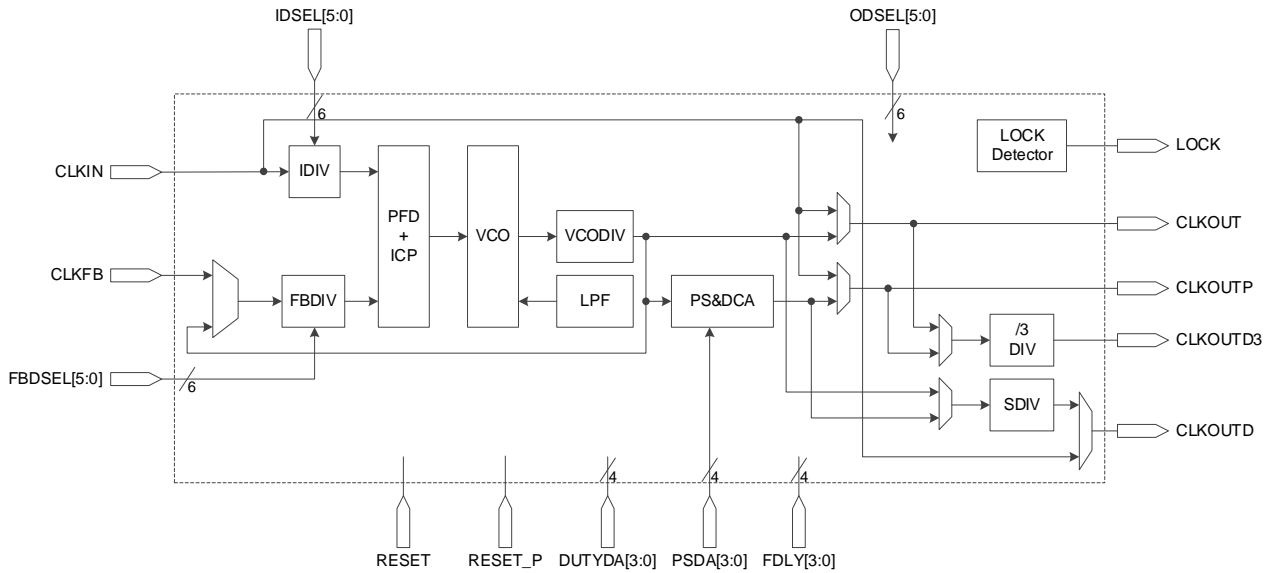 IDSEL[5:0]
ODSEL[5:0]
6
6
LOCK
Detector
LOCK
CLKIN
IDIV
PFD
+
ICP
VCO
VCODIV
CLKOUT
CLKFB
FBDIV
LPF
PS&DCA
CLKOUTP
/3
DIV
CLKOUTD3
FBDSEL[5:0]
6
SDIV
CLKOUTD
4
4
4
RESET
RESET_P
DUTYDA[3:0]
PSDA[3:0]
FDLY[3:0]